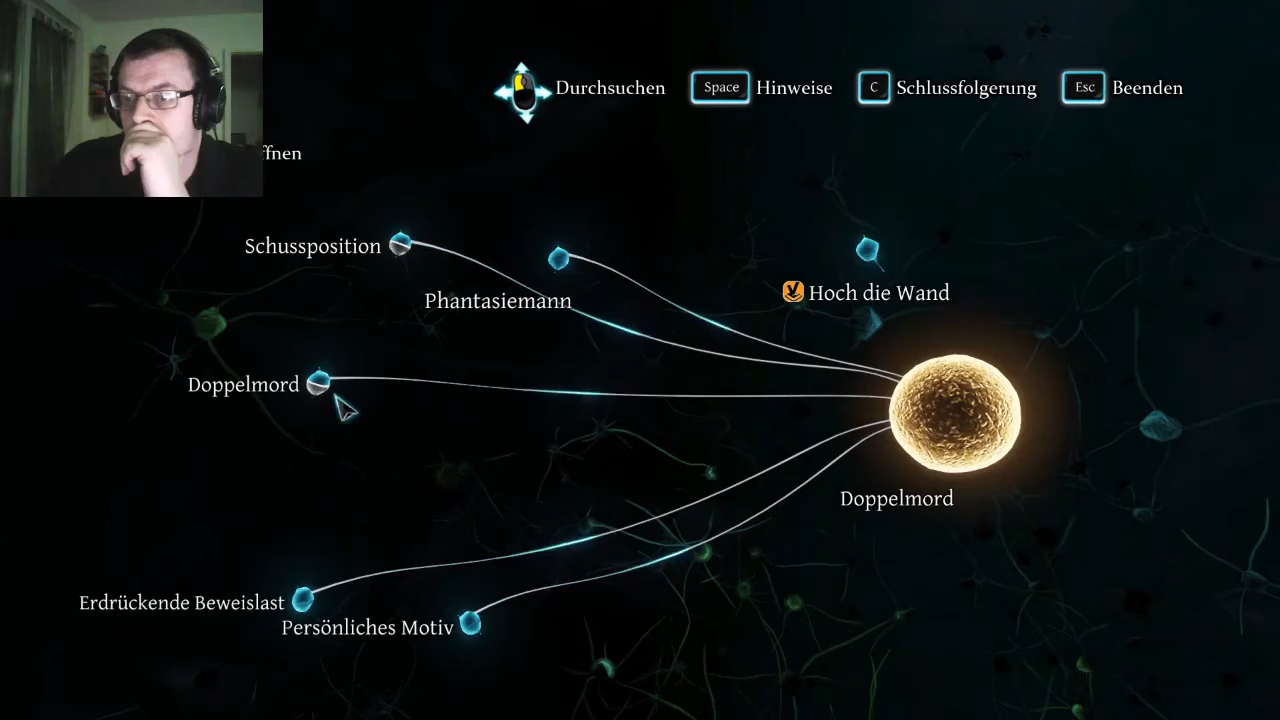 Durchsuchen Space Hinweise C Schlussfolgerung Esc Beenden
ffnen
Schussposition
Phantasiemann
Hoch die Wand
Doppelmord
Doppelmord
Erdrückende Beweislast
Persönliches Motiv